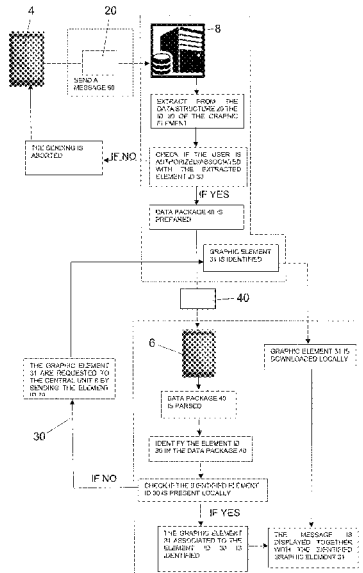 4
20
8
SEND A
MESSAGE 50
EXTRACT FROM THE
DATA STRUCTURE 20 THE
ID 30 OF THE GRAPHIC
ELEMENT
THE SENDING IS
ABORTED
IF NO
CHECK IF THE USER IS
AUTHORIZED/ASSOCIATED
WITH THE EXTRACTED
ELEMENT ID 30
IF YES
DATA PACKAGE 40 IS
PREPARED
GRAPHIC ELEMENT
31 IS IDENTIFIED
40
6
THE GRAPHIC ELEMENT
31 ARE REQUESTED TO
THE CENTRAL UNIT 8 BY
SENDING THE ELEMENT
30
GRAPHIC ELEMENT 31 IS
DOWNLOADED LOCALLY
DATA PACKAGE 40
IS PARSED
IDENTIFY THE ELEMENT ID
30 IN THE DATA PACKAGE 40
IF NO
CHECK IF THE IDENTIFIED ELEMENT
ID 30 IS PRESENT LOCALLY
IF YES
THE GRAPHIC ELEMENT
31 ASSOCIATED TO THE
ELEMENT ID 30 IS
IDENTIFIED
THE MESSAGE IS
DISPLAYED TOGETHER
WITH THE IDENTIFIED
GRAPHIC ELEMENT 31